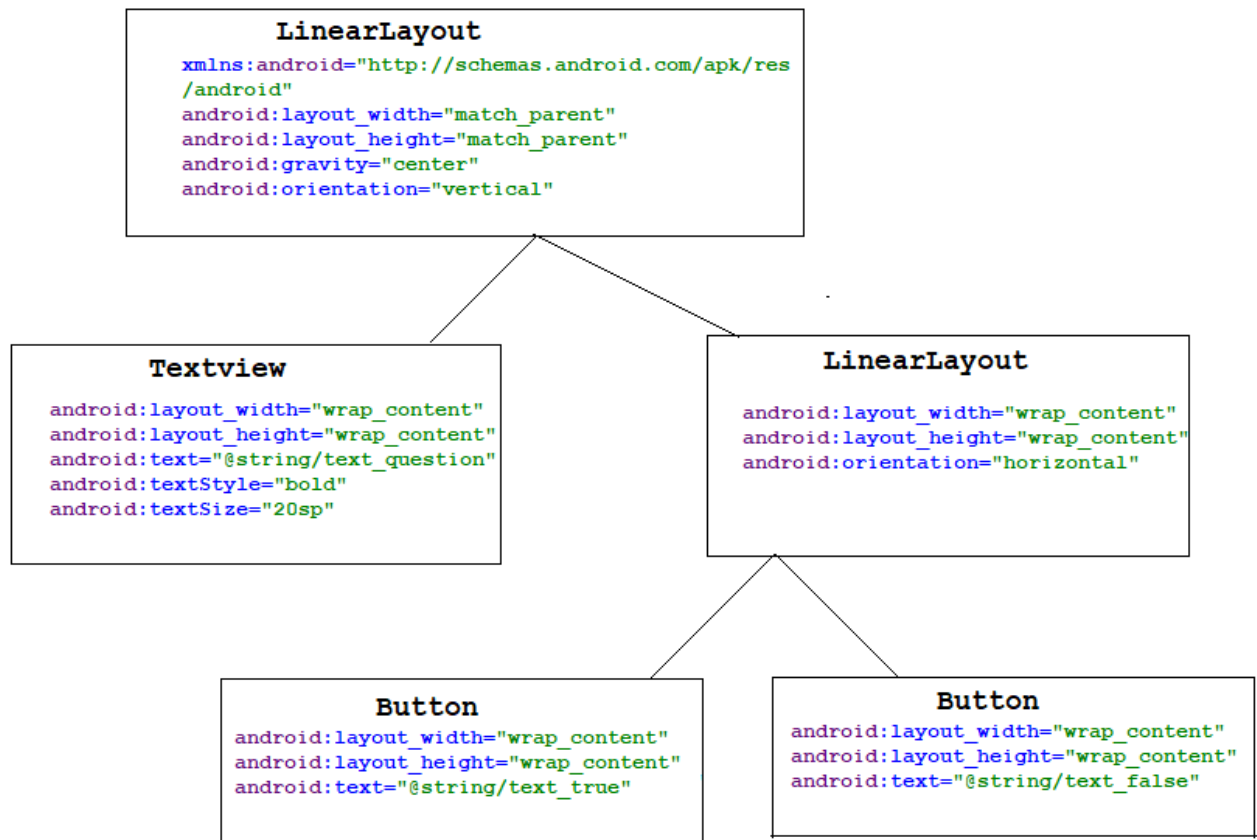 LinearLayout
xmlns:android="http://schemas.android.com/apk/res
/android"
android:layout_width="match_parent"
android:layout_height="match_parent"
android:gravity="center"
android:orientation="vertical"
Textview
android:layout_width="wrap_content"
android:layout_height="wrap_content"
android:text="@string/text_question"
android:textStyle="bold"
android:textSize="20sp"
LinearLayout
android:layout_width="wrap_content"
android:layout_height="wrap_content"
android:orientation="horizontal"
Button
android:layout_width="wrap_content"
android:layout_height="wrap_content"
android:text="@string/text_true"
Button
android:layout_width="wrap_content"
android:layout_height="wrap_content"
android:text="@string/text_false"